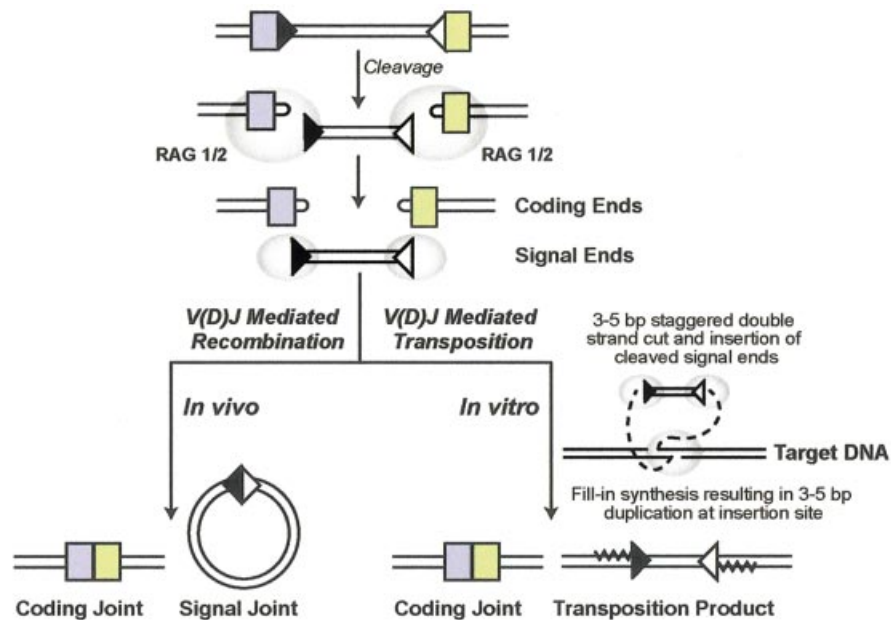 Cleavage
RAG 1/2
RAG 1/2
Coding Ends
Signal Ends
V(D)J Mediated
Recombination
V(D)J Mediated
Transposition
3-5 bp staggered double
strand cut and insertion of
cleaved signal ends
In vivo
In vitro
Target DNA
Fill-in synthesis resulting in 3-5 bp
duplication at insertion site
Coding Joint
Signal Joint
Coding Joint
Transposition Product